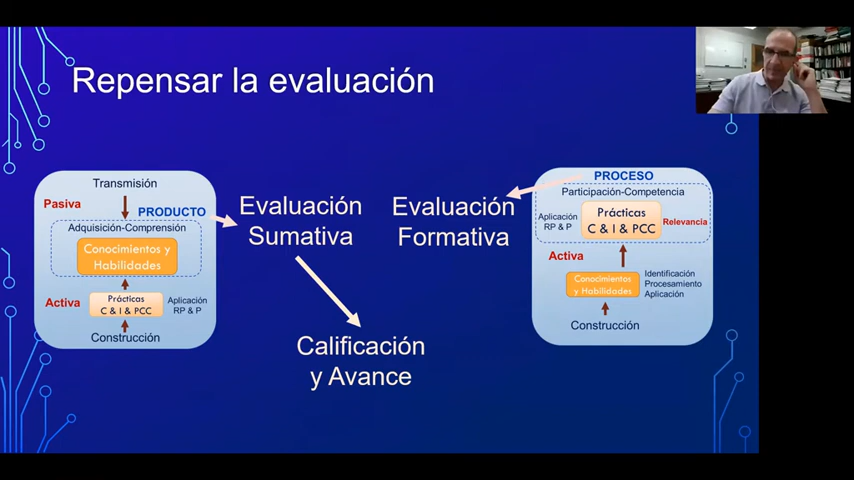 Repensar la evaluación
Transmisión
Pasiva
PRODUCTO
Adquisición-Comprensión
Conocimientos y
Habilidades
Activa
Prácticas
C & I & PCC
Aplicación
RP & P
Construcción
Evaluación
Sumativa
Calificación
y Avance
Evaluación
Formativa
PROCESO
Participación-Competencia
Aplicación
RP & P
Prácticas
C & I & PCC
Relevancia
Activa
Conocimientos
y Habilidades
Identificación
Procesamiento
Aplicación
Construcción